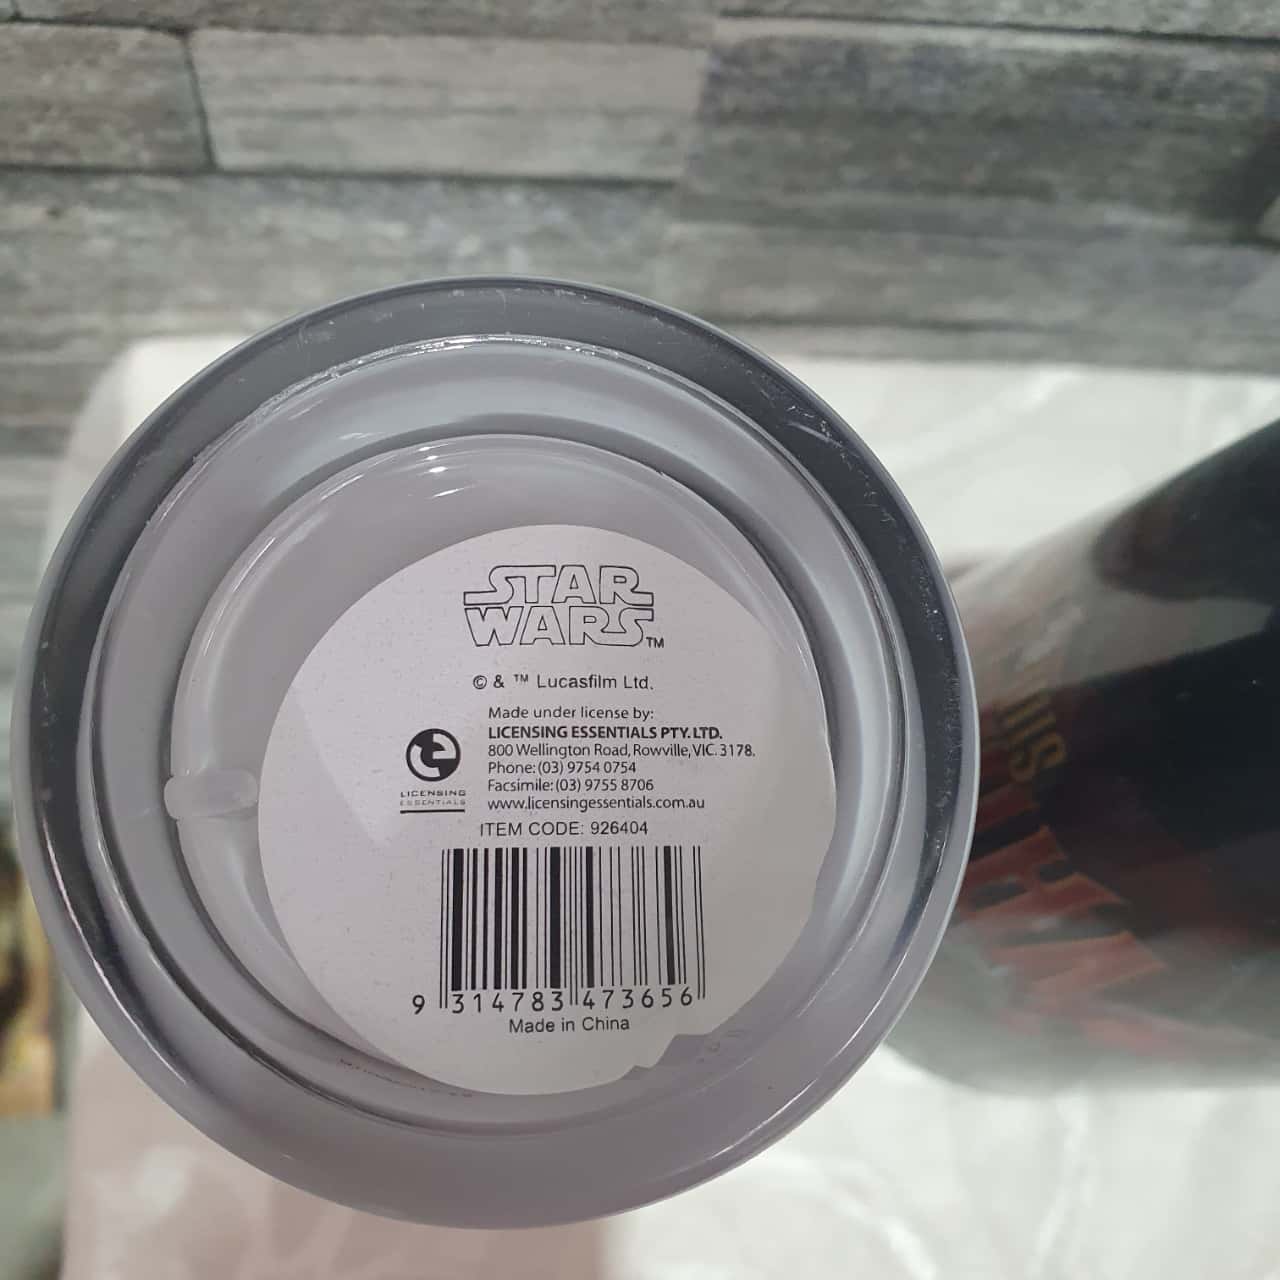 STAR
WARS™
© & ™ Lucasfilm Ltd.
Made under license by:
LICENSING ESSENTIALS PTY. LTD.
800 Wellington Road, Rowville, VIC. 3178.
Phone: (03) 9754 0754
Facsimile: (03) 9755 8706
www.licensingessentials.com.au
e
LICENSING
ESSENTIALS
ITEM CODE: 926404
9 314783 473656
Made in China